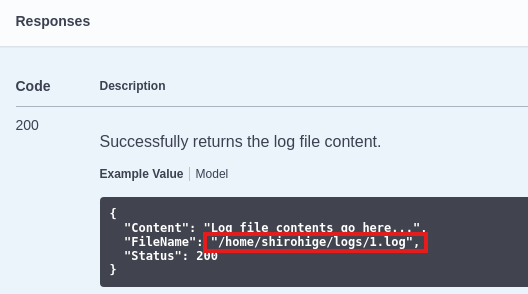 Responses
Code Description
200
Successfully returns the log file content.
Example Value Model
{
"Content": "Log file contents go here...",
"FileName": "/home/shirohige/logs/1.log",
"Status": 200
}